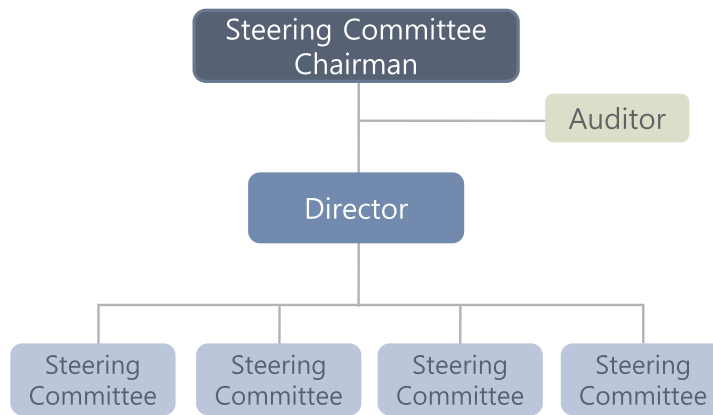 Steering Committee
Chairman
Auditor
Director
Steering
Committee
Steering
Committee
Steering
Committee
Steering
Committee